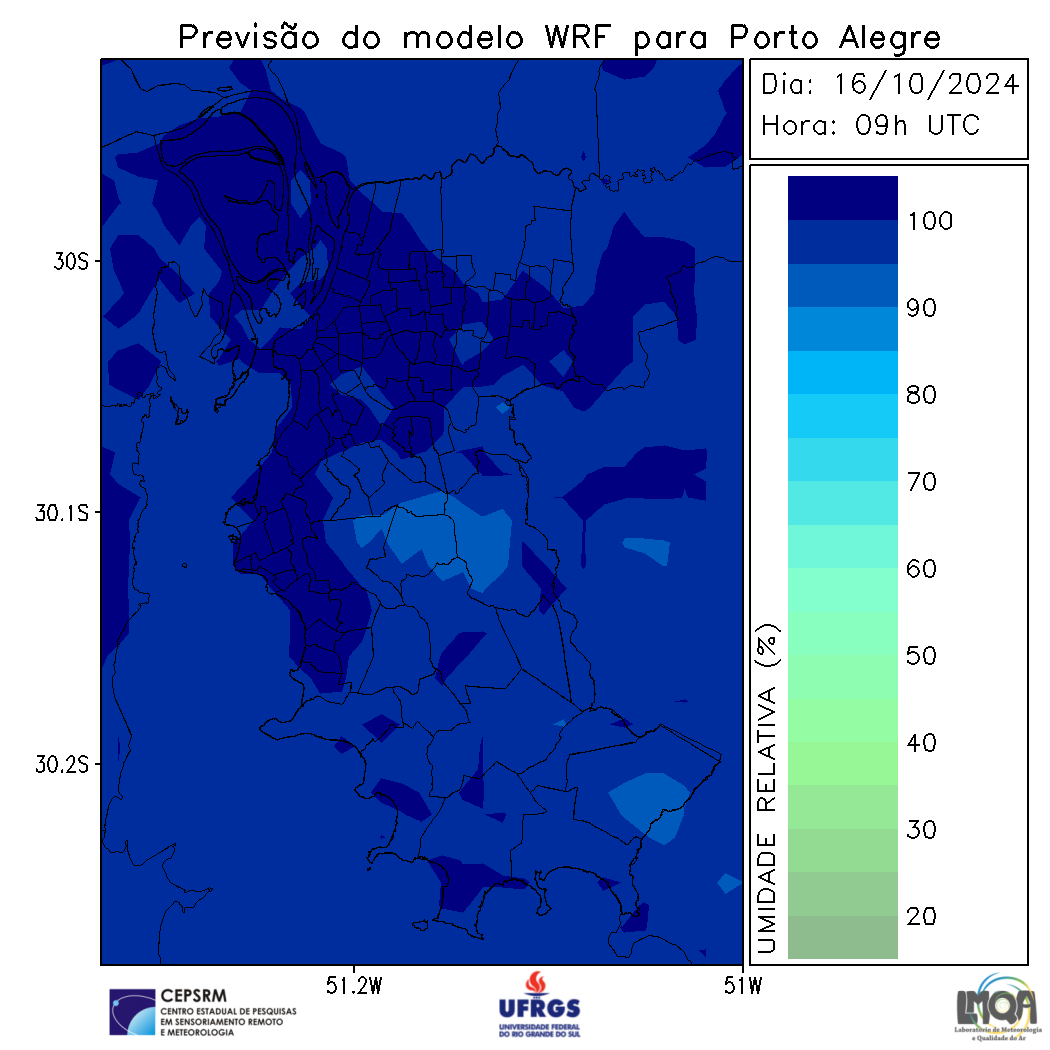 Previsão do modelo WRF para Porto Alegre
Dia: 16/10/2024
Hora: 09h UTC
30S
30.1S
30.2S
51.2W
51W
UMIDADE RELATIVA (%)
100
90
80
70
60
50
40
30
20
CEPSRM
CENTRO ESTADUAL DE PESQUISAS
EM SENSORIAMENTO REMOTO
E METEOROLOGIA
UFRGS
UNIVERSIDADE FEDERAL
DO RIO GRANDE DO SUL
LMQA
Laboratório de Meteorologia
e Qualidade do Ar